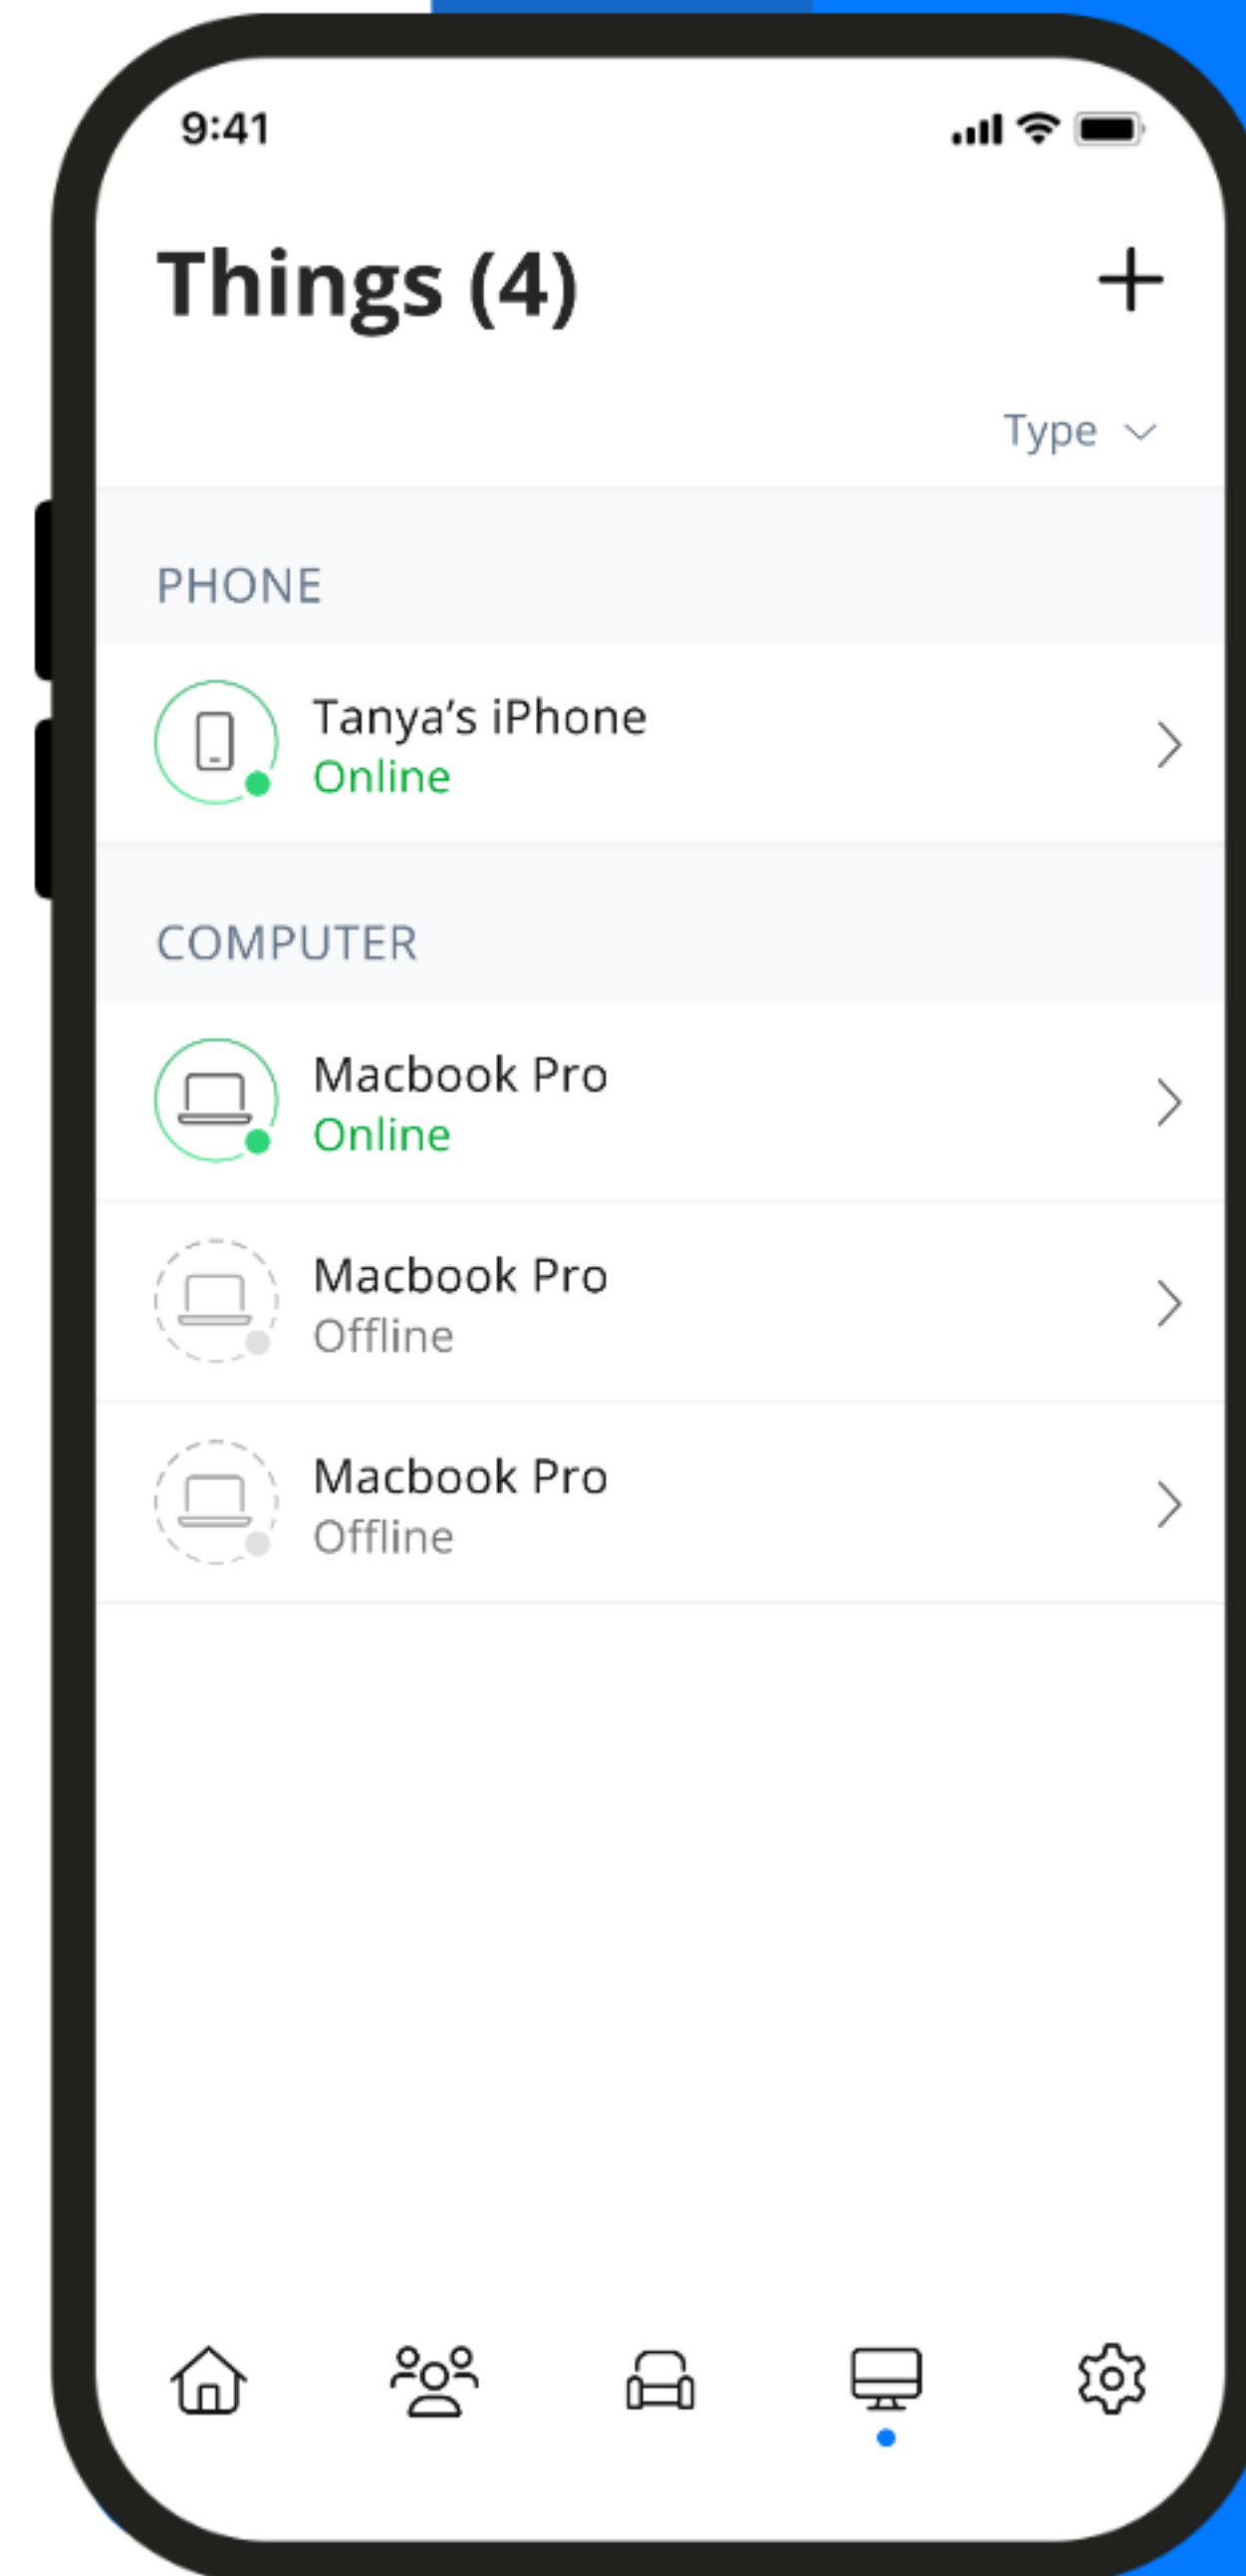 9:41
Things (4)
Type
PHONE
Tanya’s iPhone
Online
COMPUTER
Macbook Pro
Online
Macbook Pro
Offline
Macbook Pro
Offline